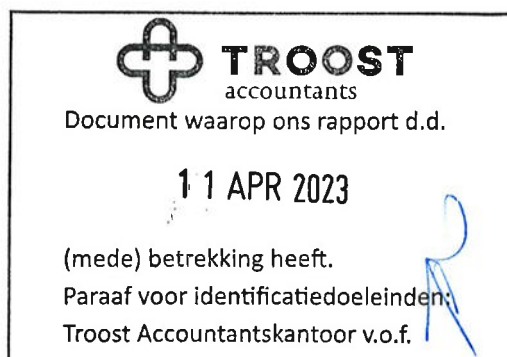 TROOST
accountants
Document waarop ons rapport d.d.
11 APR 2023
(mede) betrekking heeft.
Paraaf voor identificatiedoeleinden:
Troost Accountantskantoor v.o.f.